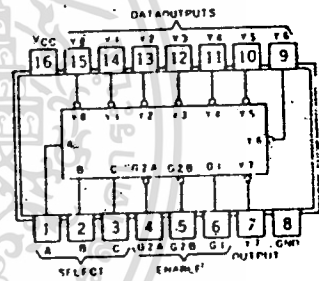 DATA OUTPUTS
VCC Y0 Y1 Y2 Y3 Y4 Y5 Y6
16 15 14 13 12 11 10 9
Y0 Y1 Y2 Y3 Y4 Y5
A Y6
B C G2A G2B G1 Y7
1 2 3 4 5 6 7 8
A B C G2A G2B G1 Y7 GND
SELECT ENABLE OUTPUT